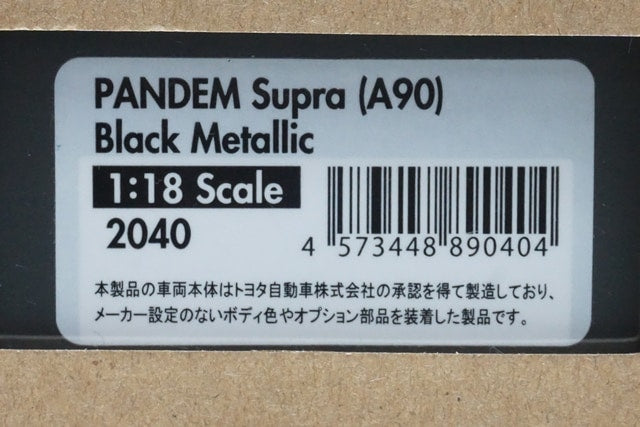 PANDEM Supra (A90)
Black Metallic
1:18 Scale
2040
4 573448 890404
本製品の車両本体はトヨタ自動車株式会社の承認を得て製造しており、
メーカー設定のないボディ色やオプション部品を装着した製品です。